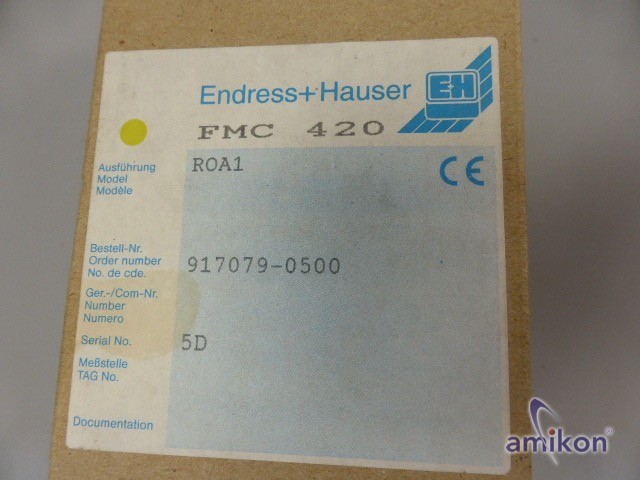 Endress+Hauser
EH
FMC 420
Ausführung
Model
Modèle
ROA1
CE
Bestell-Nr.
Order number
No. de cde.
917079-0500
Ger.-/Com-Nr.
Number
Numero
Serial No.
5D
Meßstelle
TAG No.
Documentation
amikon®